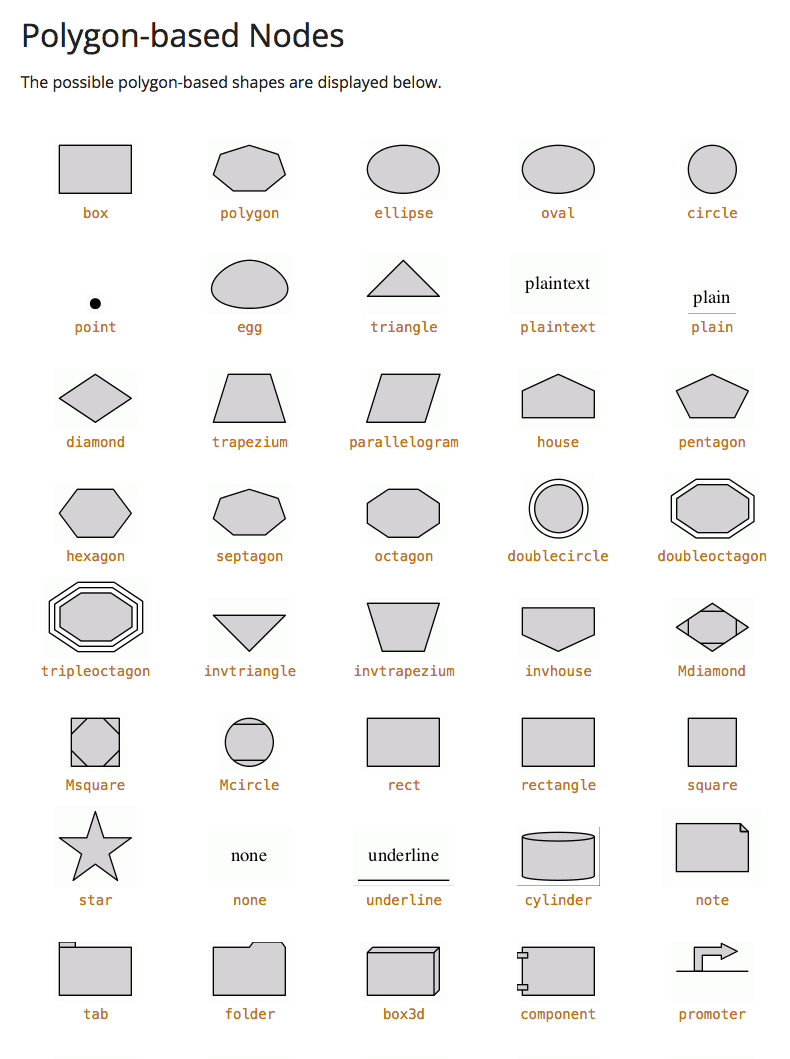 Polygon-based Nodes
The possible polygon-based shapes are displayed below.
box polygon ellipse oval circle
plaintext plain
point egg triangle plaintext plain
diamond trapezium parallelogram house pentagon
hexagon septagon octagon doublecircle doubleoctagon
tripleoctagon invtriangle invtrapezium invhouse Mdiamond
Msquare Mcircle rect rectangle square
none underline
star none underline cylinder note
tab folder box3d component promoter